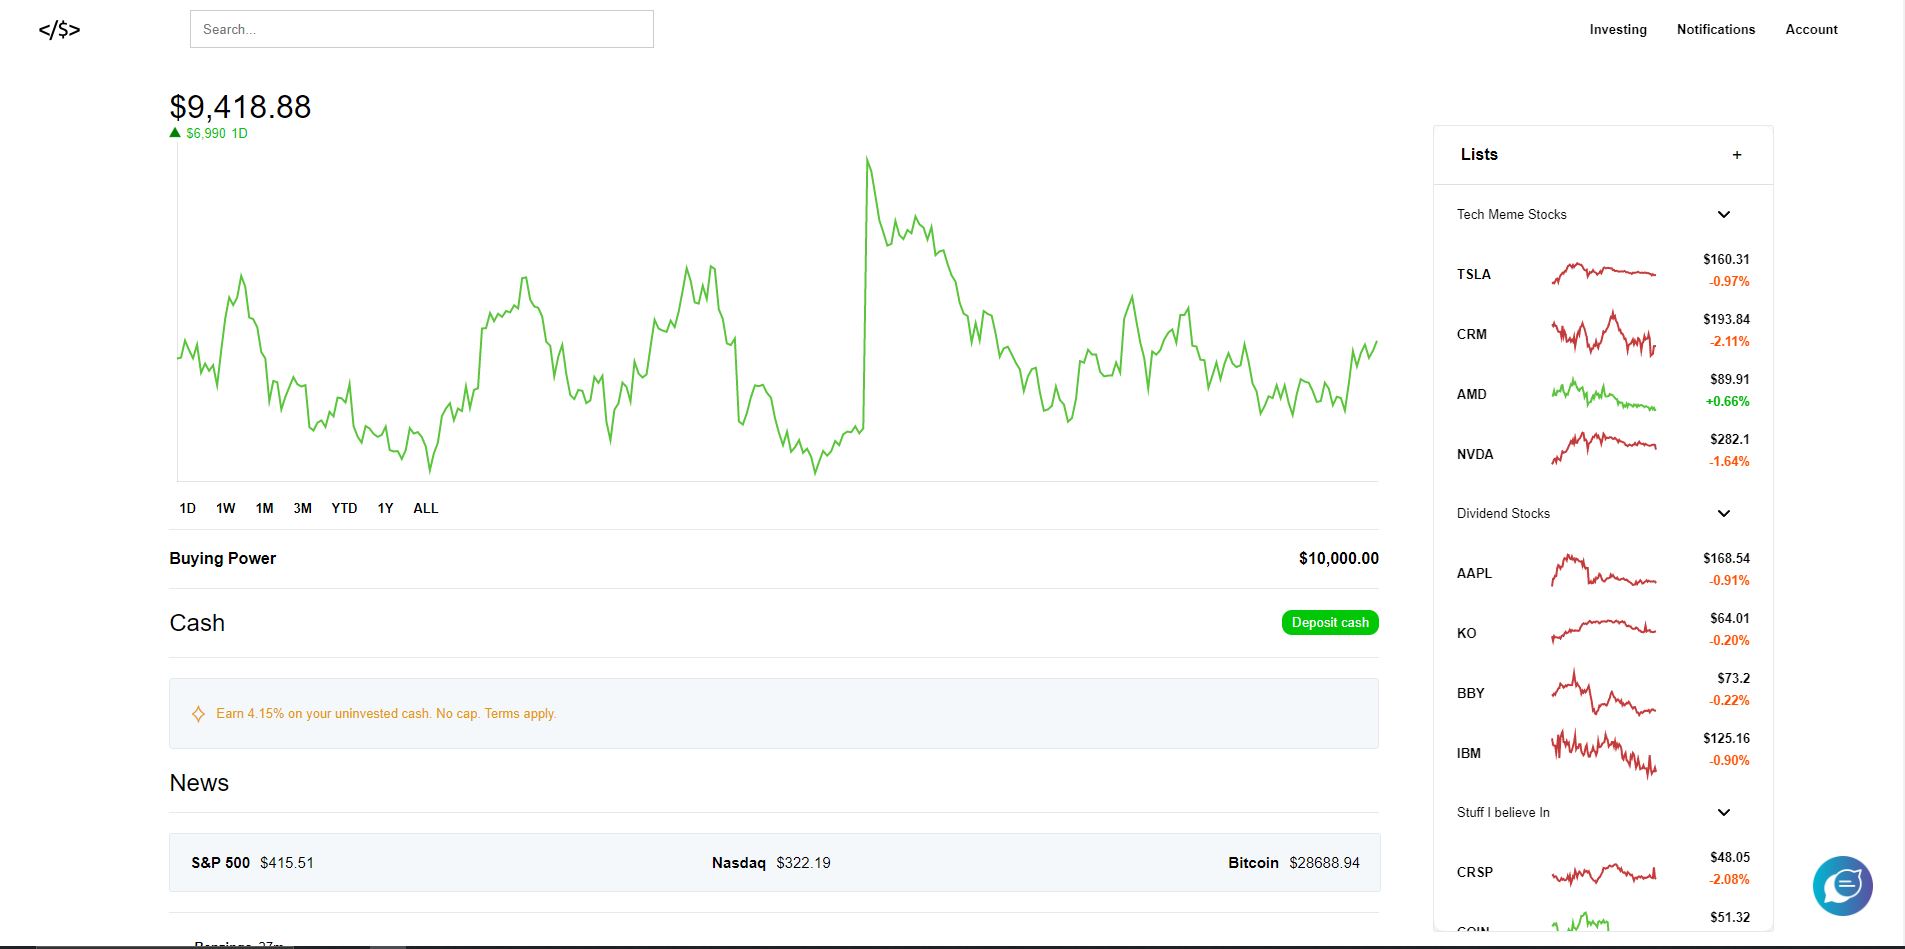 </$>
Search...
Investing Notifications Account
$9,418.88
$6,990 1D
1D 1W 1M 3M YTD 1Y ALL
Buying Power $10,000.00
Cash Deposit cash
Earn 4.15% on your uninvested cash. No cap. Terms apply.
News
S&P 500 $415.51 Nasdaq $322.19 Bitcoin $28688.94
Benzinga 27m
Lists +
Tech Meme Stocks
TSLA $160.31
-0.97%
CRM $193.84
-2.11%
AMD $89.91
+0.66%
NVDA $282.1
-1.64%
Dividend Stocks
AAPL $168.54
-0.91%
KO $64.01
-0.20%
BBY $73.2
-0.22%
IBM $125.16
-0.90%
Stuff I believe In
CRSP $48.05
-2.08%
COIN $51.32